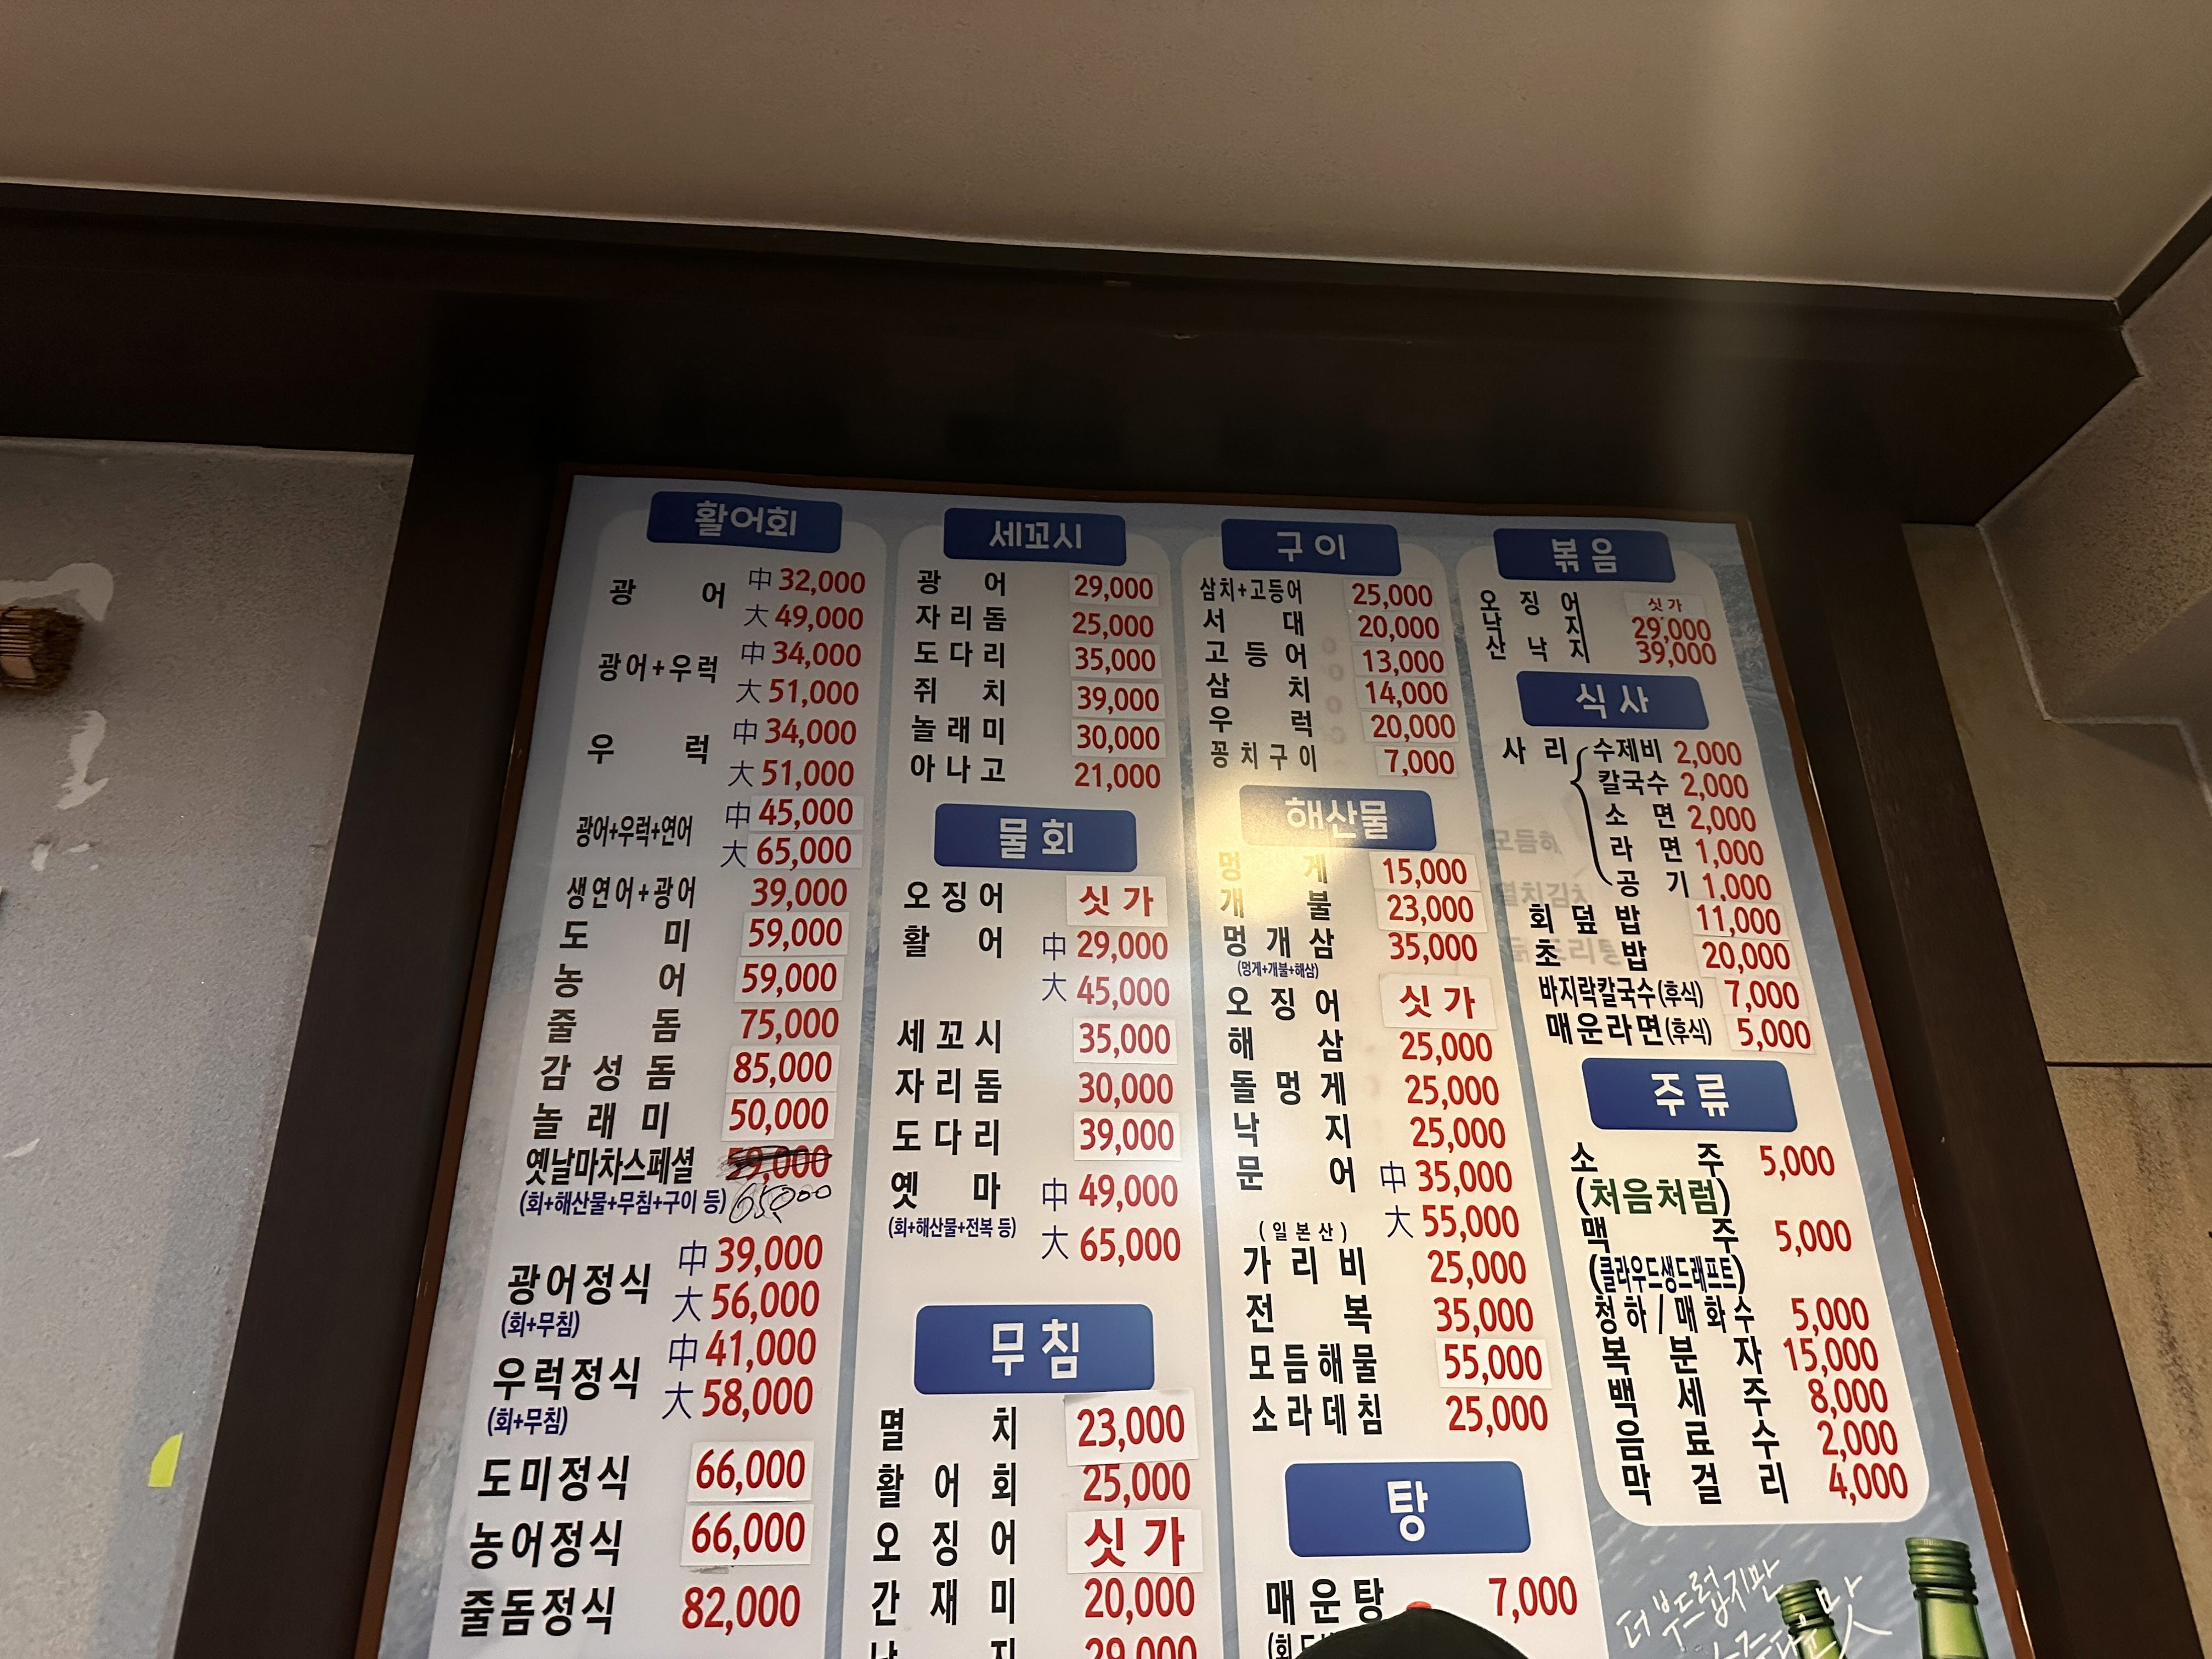 활어회
광어 中 32,000
大 49,000
광어+우럭 中 34,000
大 51,000
우럭 中 34,000
大 51,000
광어+우럭+연어 中 45,000
大 65,000
생연어+광어 39,000
도미 59,000
농어 59,000
줄돔 75,000
감성돔 85,000
놀래미 50,000
옛날마차스페셜 59,000
(회+해산물+무침+구이 등) 65,000
광어정식 中 39,000
(회+무침) 大 56,000
우럭정식 中 41,000
(회+무침) 大 58,000
도미정식 66,000
농어정식 66,000
줄돔정식 82,000
세꼬시
광어 29,000
자리돔 25,000
도다리 35,000
쥐치 39,000
놀래미 30,000
아나고 21,000
물회
오징어 싯가
활어 中 29,000
大 45,000
세꼬시 35,000
자리돔 30,000
도다리 39,000
옛마 中 49,000
(회+해산물+전복 등) 大 65,000
무침
멸치 23,000
활어회 25,000
오징어 싯가
간재미 20,000
29,000
구이
삼치+고등어 25,000
서대 20,000
고등어 13,000
삼치 14,000
우럭 20,000
꽁치구이 7,000
해산물
멍게 15,000
개불 23,000
멍개삼 35,000
(멍게+개불+해삼)
오징어 싯가
해삼 25,000
돌멍게 25,000
낙지 25,000
문어 中 35,000
大 55,000
(일본산)
가리비 25,000
전복 35,000
모듬해물 55,000
소라데침 25,000
탕
매운탕 7,000
볶음
오징어 싯가
낙지 29,000
산낙지 39,000
식사
사리 수제비 2,000
칼국수 2,000
소면 2,000
라면 1,000
공기 1,000
회덮밥 11,000
초밥 20,000
바지락칼국수(후식) 7,000
매운라면(후식) 5,000
주류
소주 5,000
(처음처럼)
맥주 5,000
(클라우드생드래프트)
청하/매화수 5,000
복분자 15,000
백세주 8,000
음료수 2,000
막걸리 4,000
더 부드럽지만